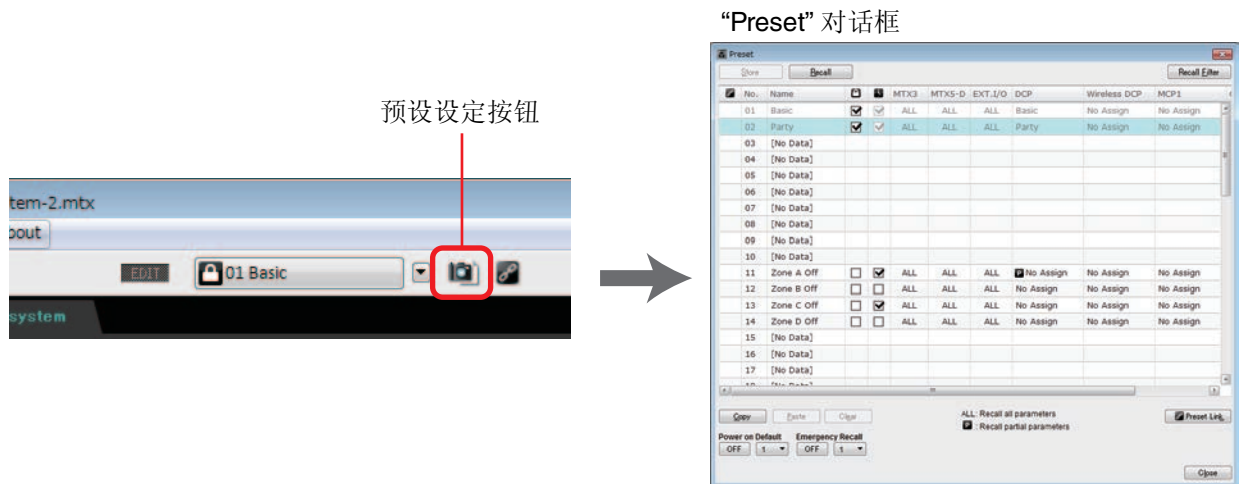 “Preset” 对话框
预设设定按钮
tem-2.mtx
bout
EDIT 01 Basic
system
Preset
Store Recall Recall Filter
No. Name MTX3 MTX5-D EXT.I/O DCP Wireless DCP MCP1
01 Basic ALL ALL ALL Basic No Assign No Assign
02 Party ALL ALL ALL Party No Assign No Assign
03 [No Data]
04 [No Data]
05 [No Data]
06 [No Data]
07 [No Data]
08 [No Data]
09 [No Data]
10 [No Data]
11 Zone A Off ALL ALL ALL P No Assign No Assign No Assign
12 Zone B Off ALL ALL ALL No Assign No Assign No Assign
13 Zone C Off ALL ALL ALL No Assign No Assign No Assign
14 Zone D Off ALL ALL ALL No Assign No Assign No Assign
15 [No Data]
16 [No Data]
17 [No Data]
Copy Paste Clear ALL: Recall all parameters Preset Link
P : Recall partial parameters
Power on Default Emergency Recall
OFF 1 OFF 1
Close